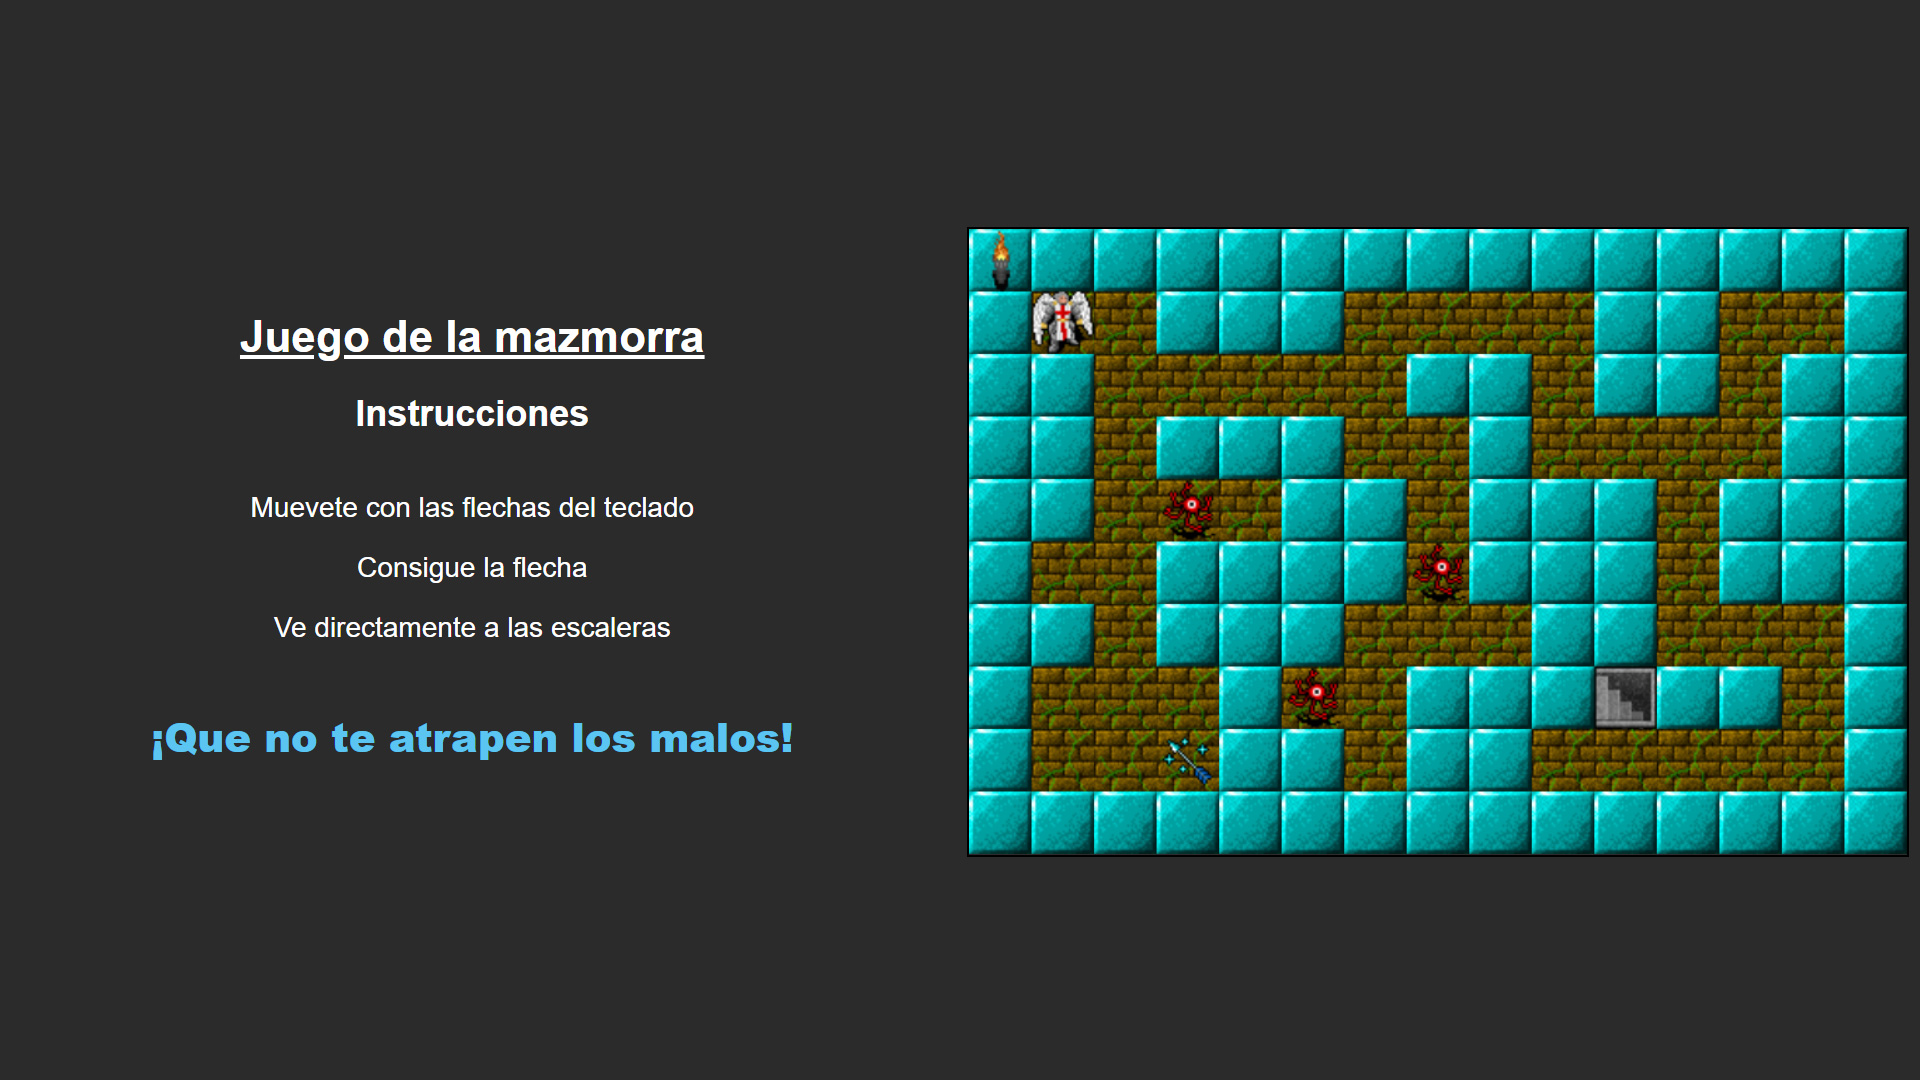 Juego de la mazmorra
Instrucciones
Muevete con las flechas del teclado
Consigue la flecha
Ve directamente a las escaleras
¡Que no te atrapen los malos!